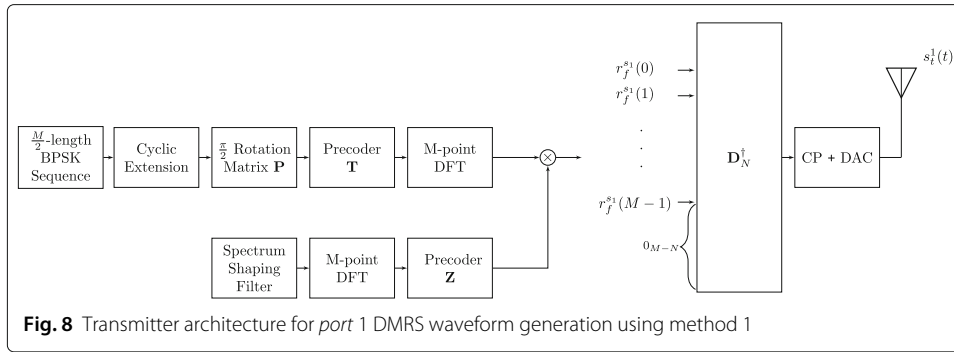 M/2-length
BPSK
Sequence
Cyclic
Extension
π/2 Rotation
Matrix P
Precoder
T
M-point
DFT
Spectrum
Shaping
Filter
M-point
DFT
Precoder
Z
r_f^{s_1}(0)
r_f^{s_1}(1)
.
.
.
r_f^{s_1}(M − 1)
0_{M−N}
D_N^†
CP + DAC
s_t^1(t)
Fig. 8 Transmitter architecture for port 1 DMRS waveform generation using method 1